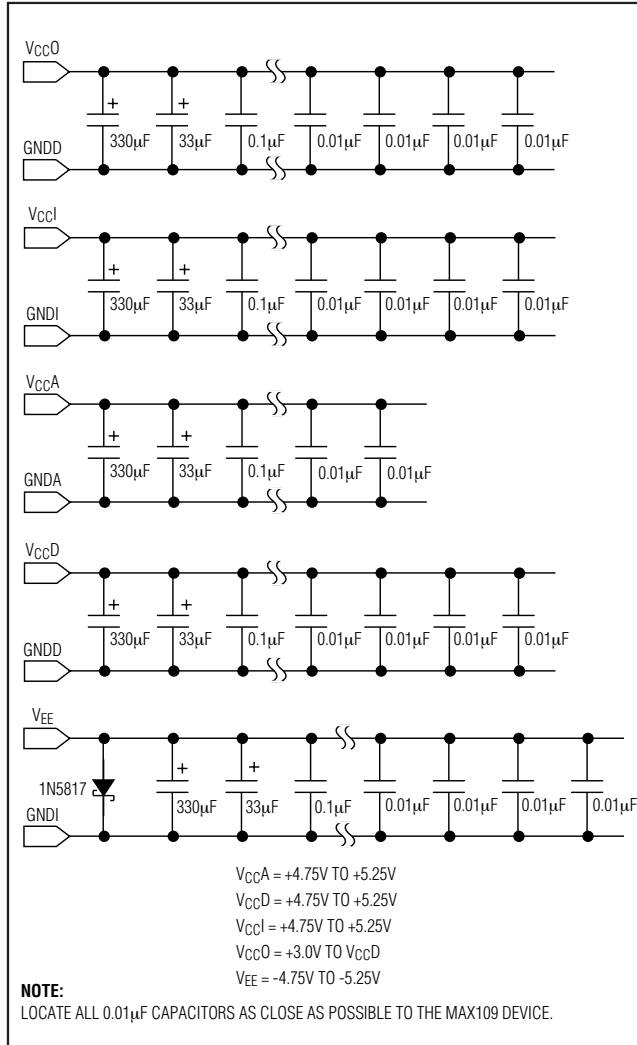 VCCO
+ +
330μF 33μF 0.1μF 0.01μF 0.01μF 0.01μF 0.01μF
GNDD
VCCI
+ +
330μF 33μF 0.1μF 0.01μF 0.01μF 0.01μF 0.01μF
GNDI
VCCA
+ +
330μF 33μF 0.1μF 0.01μF 0.01μF
GNDA
VCCD
+ +
330μF 33μF 0.1μF 0.01μF 0.01μF 0.01μF 0.01μF
GNDD
VEE
+ +
1N5817 330μF 33μF 0.1μF 0.01μF 0.01μF 0.01μF 0.01μF
GNDI
VCCA = +4.75V TO +5.25V
VCCD = +4.75V TO +5.25V
VCCI = +4.75V TO +5.25V
VCCO = +3.0V TO VCCD
VEE = -4.75V TO -5.25V
NOTE:
LOCATE ALL 0.01μF CAPACITORS AS CLOSE AS POSSIBLE TO THE MAX109 DEVICE.